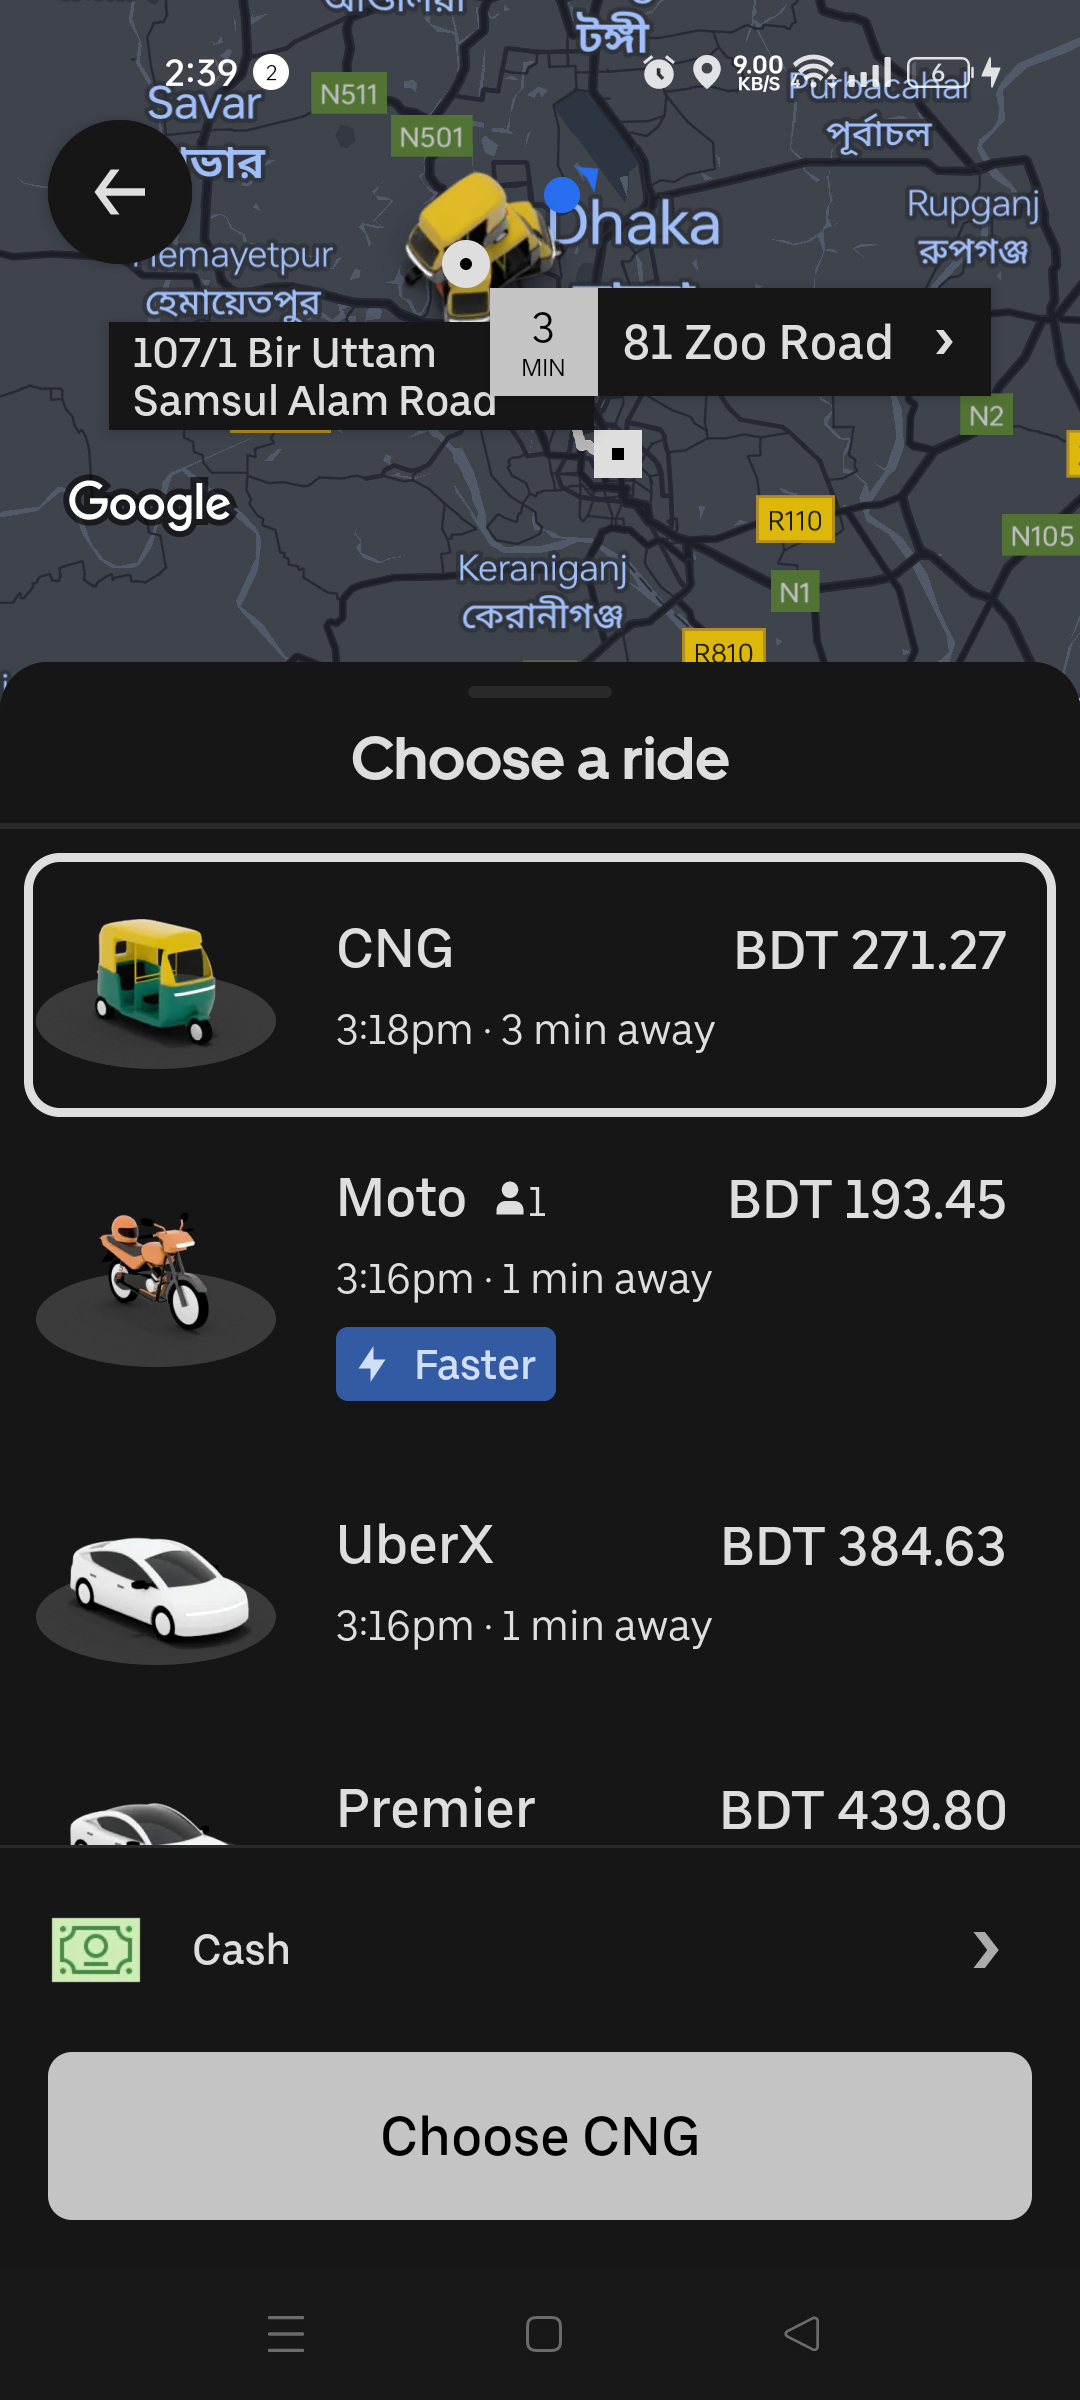 টঙ্গী
2:39 2
9.00
KB/S
6
Savar
N511
Purbachal
পূর্বাচল
N501
Rupganj
রুপগঞ্জ
Dhaka
হেমায়েতপুর
3
MIN
81 Zoo Road
107/1 Bir Uttam
Samsul Alam Road
N2
Google
R110
N105
Keraniganj
কেরানীগঞ্জ
N1
R810
Choose a ride
CNG BDT 271.27
3:18pm · 3 min away
Moto 1 BDT 193.45
3:16pm · 1 min away
Faster
UberX BDT 384.63
3:16pm · 1 min away
Premier BDT 439.80
Cash
Choose CNG